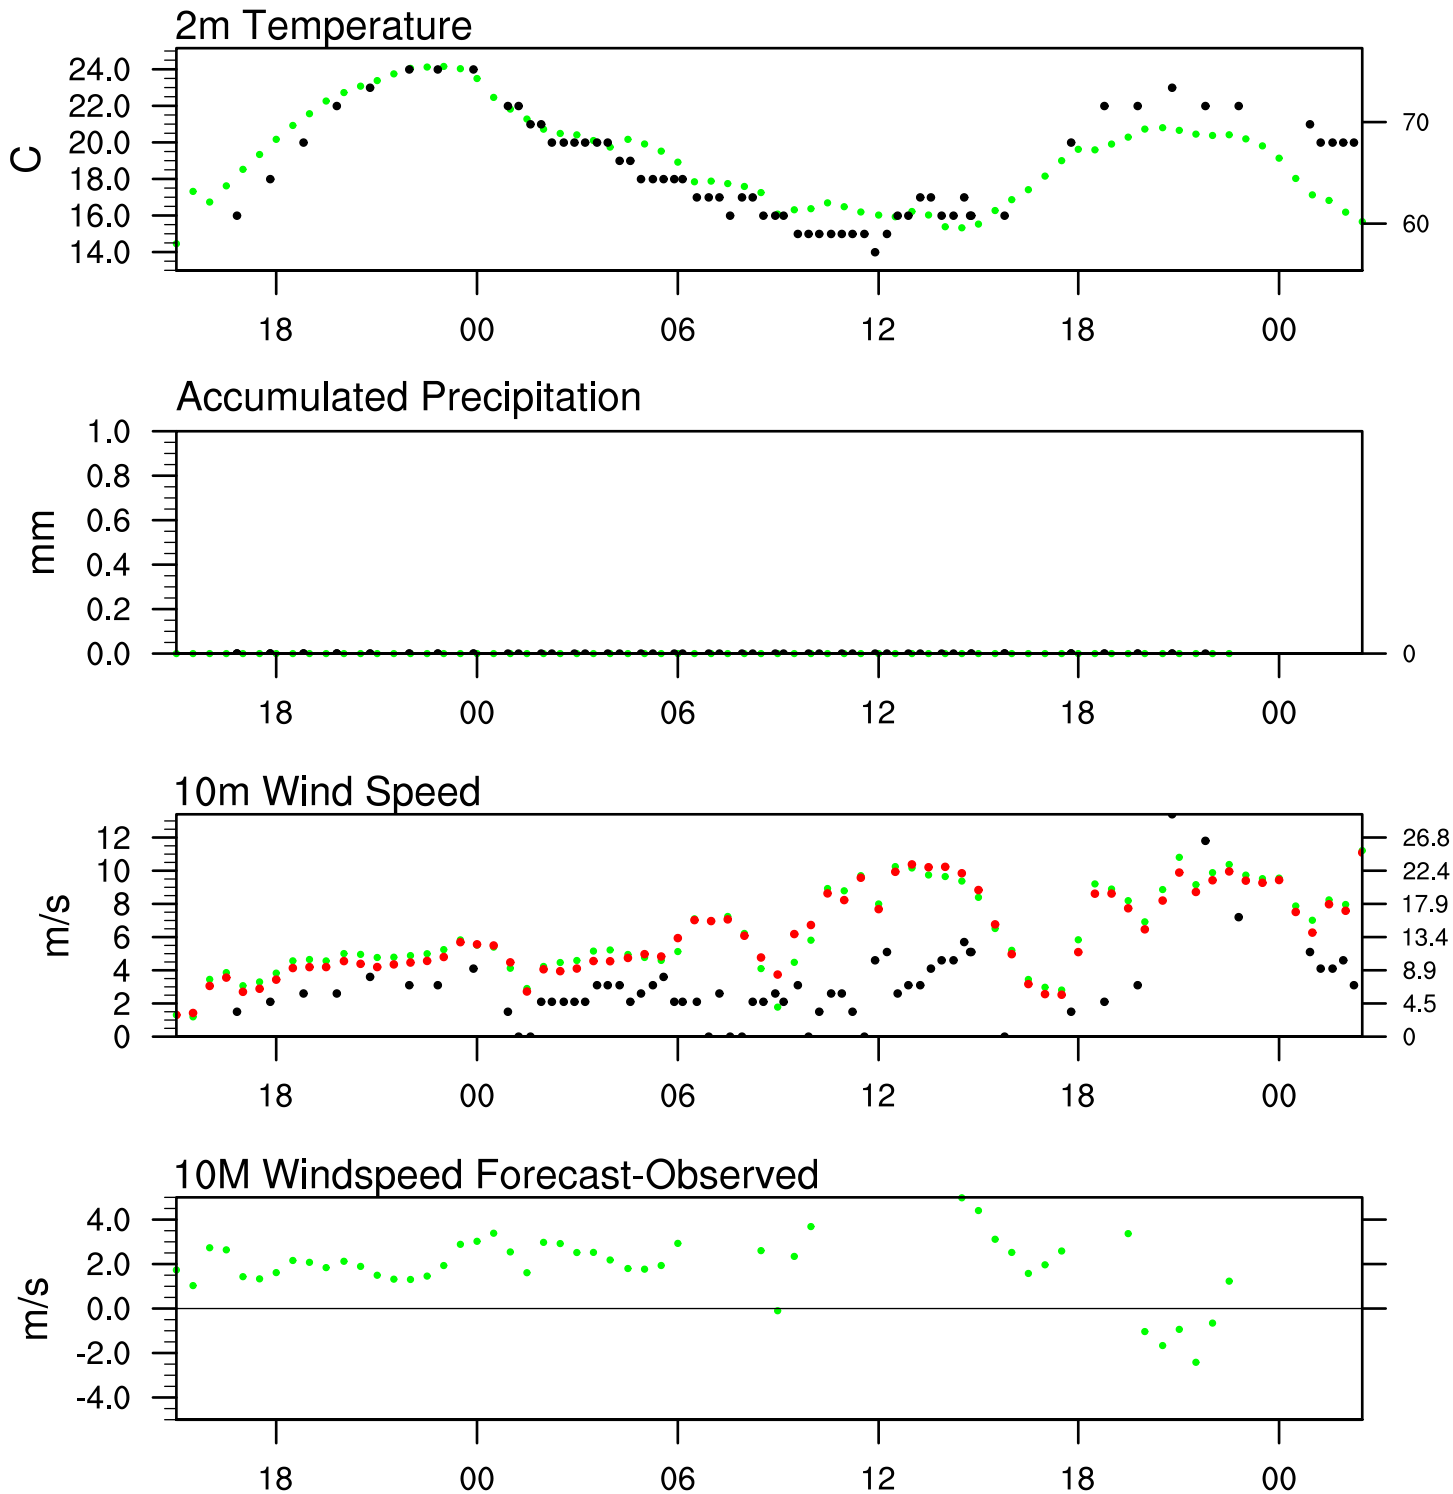 2m Temperature
24.0
22.0
20.0
18.0
16.0
14.0
C
70
60
18 00 06 12 18 00
Accumulated Precipitation
1.0
0.8
0.6
0.4
0.2
0.0
mm
0
18 00 06 12 18 00
10m Wind Speed
12
10
8
6
4
2
0
m/s
26.8
22.4
17.9
13.4
8.9
4.5
0
18 00 06 12 18 00
10M Windspeed Forecast-Observed
4.0
2.0
0.0
-2.0
-4.0
m/s
18 00 06 12 18 00